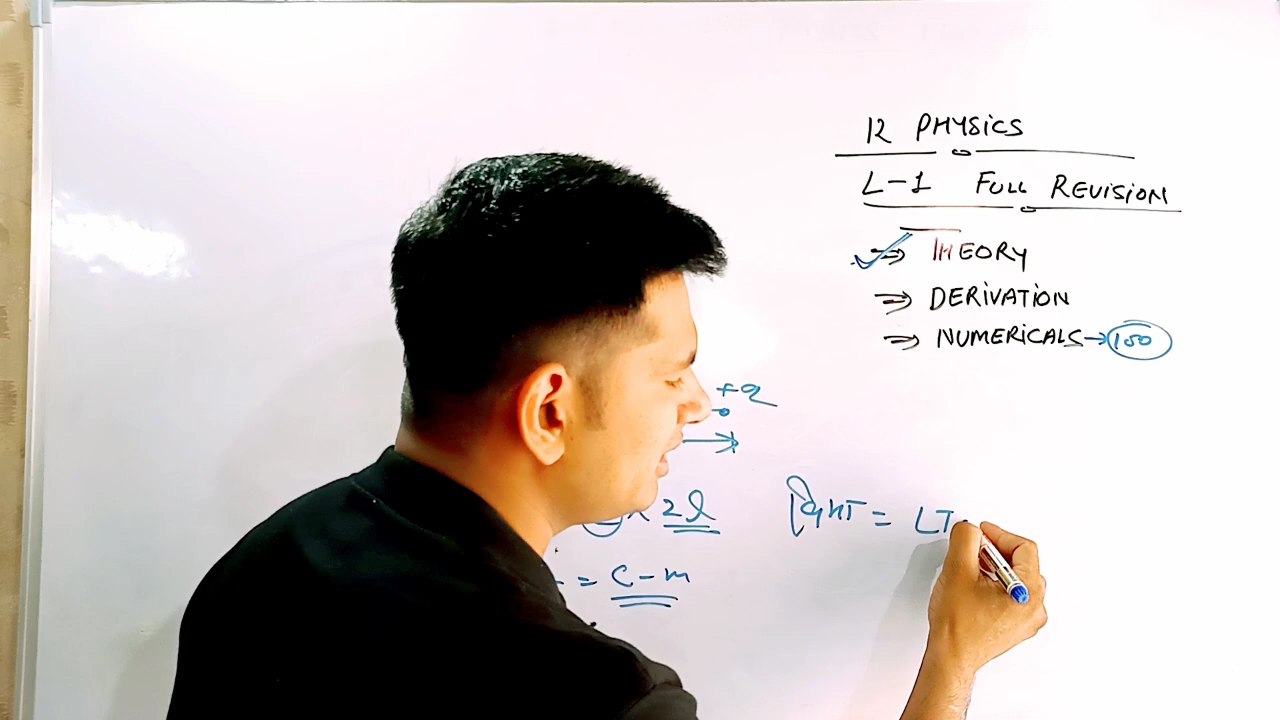 12 PHYSICS
L-1 FULL REVISION
⇒ THEORY
⇒ DERIVATION
⇒ NUMERICALS → 150
+q
× 2l
= LT
= C-m